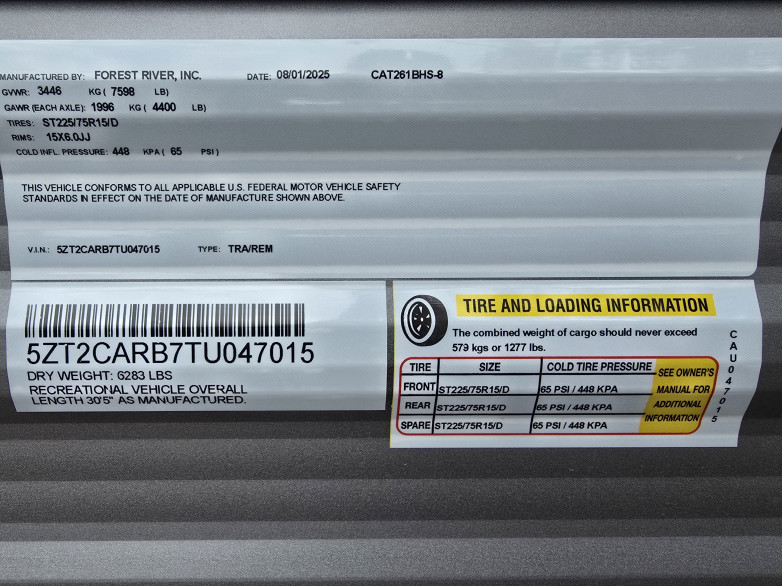 MANUFACTURED BY: FOREST RIVER, INC. DATE: 08/01/2025 CAT261BHS-8
GVWR: 3446 KG ( 7598 LB)
GAWR (EACH AXLE): 1996 KG ( 4400 LB)
TIRES: ST225/75R15/D
RIMS: 15X6.0JJ
COLD INFL. PRESSURE: 448 KPA ( 65 PSI )
THIS VEHICLE CONFORMS TO ALL APPLICABLE U.S. FEDERAL MOTOR VEHICLE SAFETY
STANDARDS IN EFFECT ON THE DATE OF MANUFACTURE SHOWN ABOVE.
V.I.N.: 5ZT2CARB7TU047015 TYPE: TRA/REM
5ZT2CARB7TU047015
DRY WEIGHT: 6283 LBS
RECREATIONAL VEHICLE OVERALL
LENGTH 30'5" AS MANUFACTURED.
TIRE AND LOADING INFORMATION
The combined weight of cargo should never exceed
579 kgs or 1277 lbs.
TIRE SIZE COLD TIRE PRESSURE
FRONT ST225/75R15/D 65 PSI / 448 KPA
REAR ST225/75R15/D 65 PSI / 448 KPA
SPARE ST225/75R15/D 65 PSI / 448 KPA
SEE OWNER'S
MANUAL FOR
ADDITIONAL
INFORMATION
CAU047015